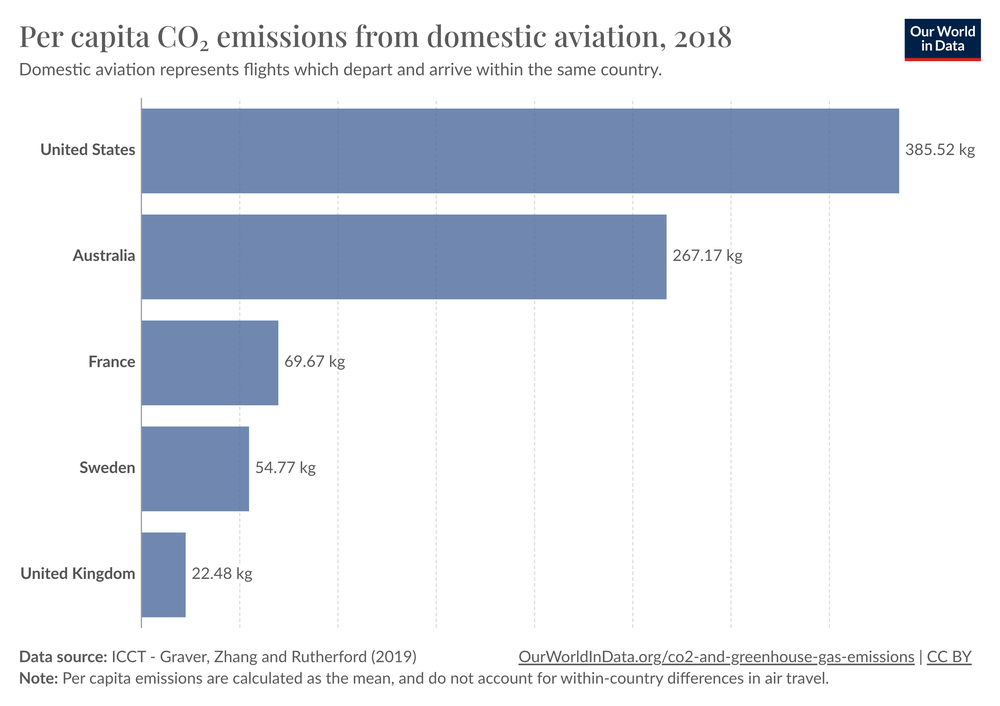 Per capita CO₂ emissions from domestic aviation, 2018
Our World
in Data
Domestic aviation represents flights which depart and arrive within the same country.
United States
385.52 kg
Australia
267.17 kg
France
69.67 kg
Sweden
54.77 kg
United Kingdom
22.48 kg
Data source: ICCT - Graver, Zhang and Rutherford (2019)
OurWorldInData.org/co2-and-greenhouse-gas-emissions | CC BY
Note: Per capita emissions are calculated as the mean, and do not account for within-country differences in air travel.